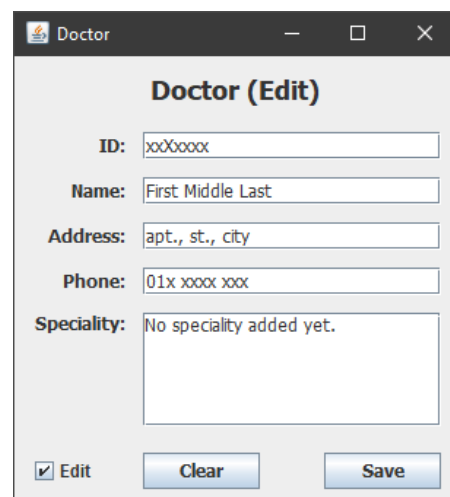 Doctor
Doctor (Edit)
ID: xxXxxxx
Name: First Middle Last
Address: apt., st., city
Phone: 01x xxxx xxx
Speciality: No speciality added yet.
Edit Clear Save